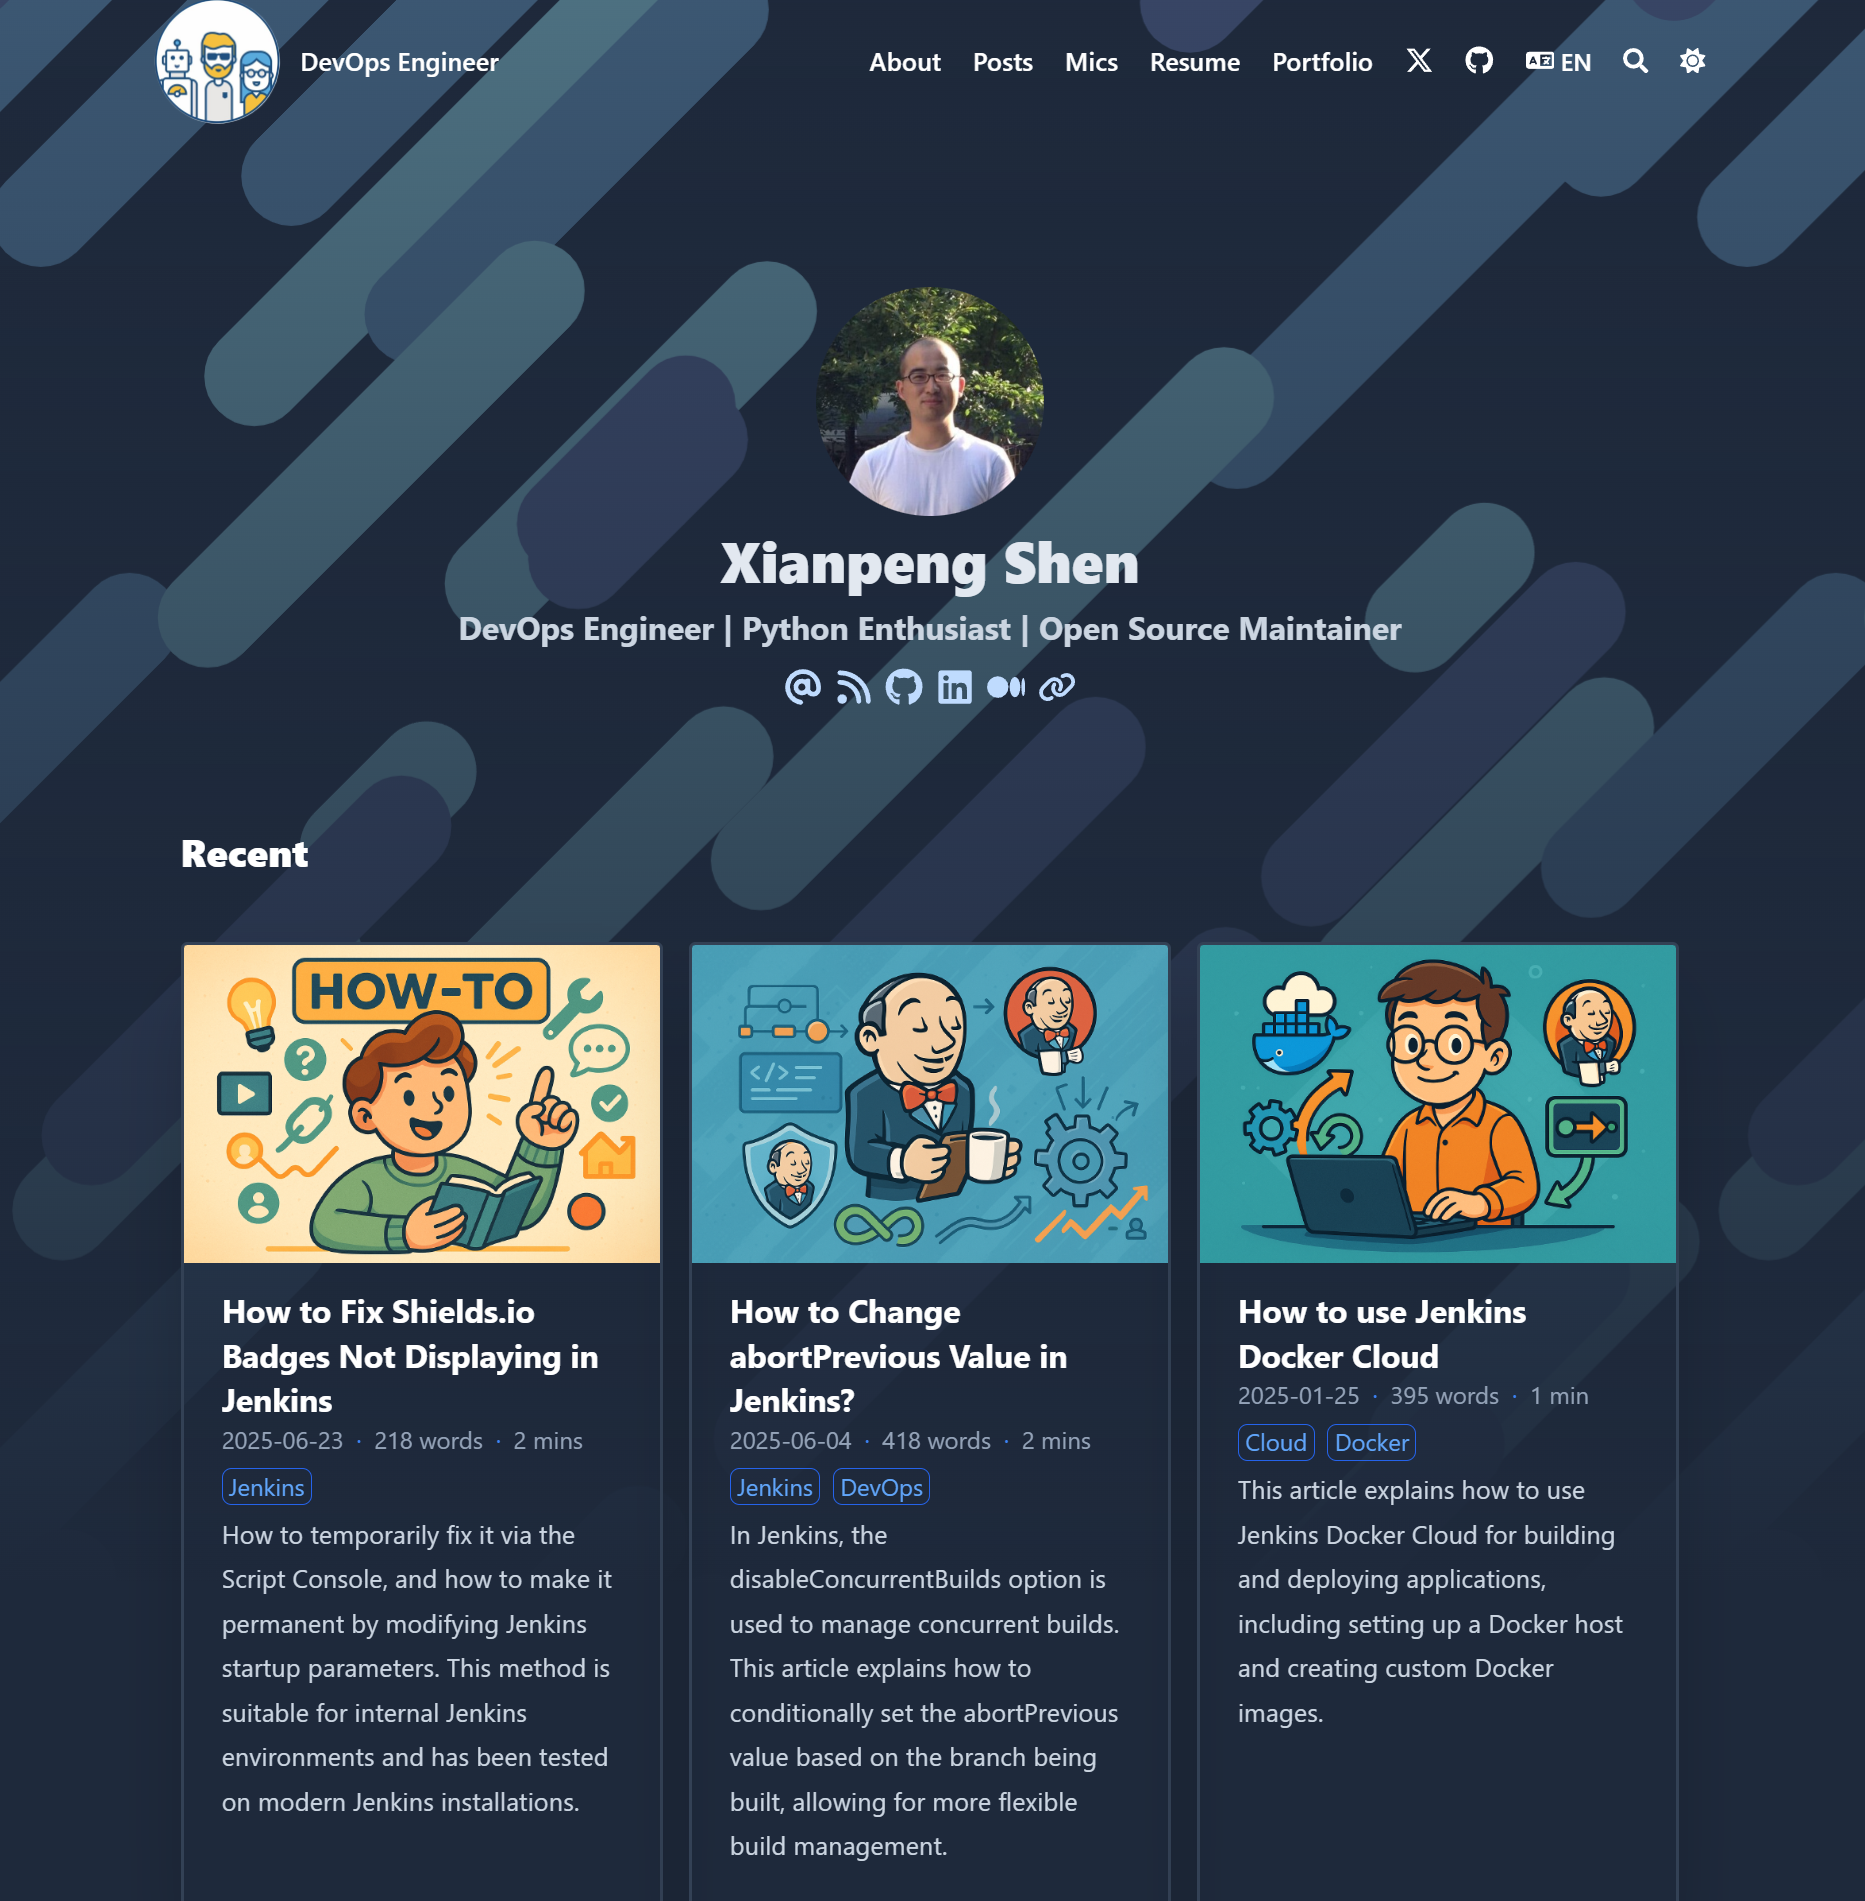 DevOps Engineer
About Posts Mics Resume Portfolio EN
Xianpeng Shen
DevOps Engineer | Python Enthusiast | Open Source Maintainer
Recent
HOW-TO
How to Fix Shields.io
Badges Not Displaying in
Jenkins
2025-06-23 · 218 words · 2 mins
Jenkins
How to temporarily fix it via the
Script Console, and how to make it
permanent by modifying Jenkins
startup parameters. This method is
suitable for internal Jenkins
environments and has been tested
on modern Jenkins installations.
How to Change
abortPrevious Value in
Jenkins?
2025-06-04 · 418 words · 2 mins
Jenkins DevOps
In Jenkins, the
disableConcurrentBuilds option is
used to manage concurrent builds.
This article explains how to
conditionally set the abortPrevious
value based on the branch being
built, allowing for more flexible
build management.
How to use Jenkins
Docker Cloud
2025-01-25 · 395 words · 1 min
Cloud Docker
This article explains how to use
Jenkins Docker Cloud for building
and deploying applications,
including setting up a Docker host
and creating custom Docker
images.